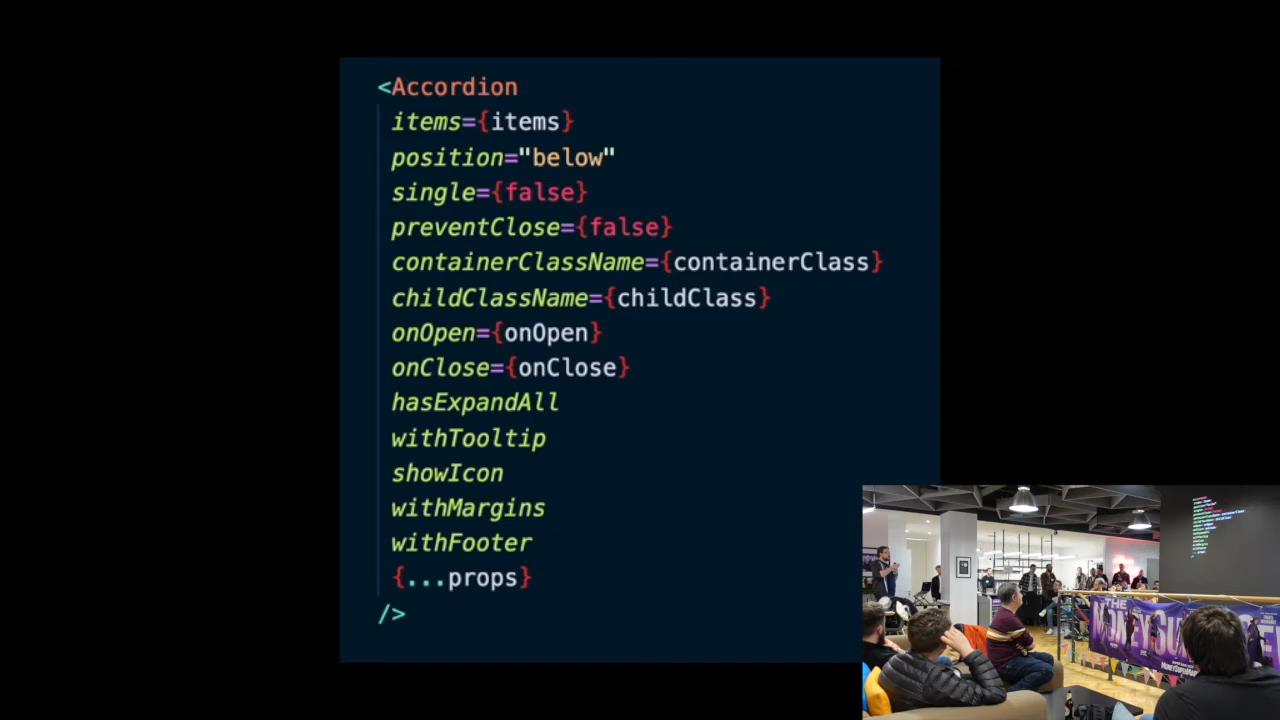 <Accordion
items={items}
position="below"
single={false}
preventClose={false}
containerClassName={containerClass}
childClassName={childClass}
onOpen={onOpen}
onClose={onClose}
hasExpandAll
withTooltip
showIcon
withMargins
withFooter
{...props}
/>
THE